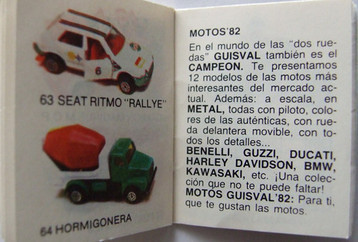 63 SEAT RITMO "RALLYE"
64 HORMIGONERA
MOTOS'82
En el mundo de las "dos rue-
das" GUISVAL también es el
CAMPEON. Te presentamos
12 modelos de las motos más
interesantes del mercado actu-
al. Además: a escala, en
METAL, con piloto, colo-
res de las auténticas, con rue-
da delantera movible, con to-
dos los detalles...
BENELLI, GUZZI, DUCATI,
HARLEY DAVIDSON, BMW,
KAWASAKI, etc. ¡Una colec-
ción que no te puede faltar!
MOTOS GUISVAL'82: Para ti,
que te gustan las motos.